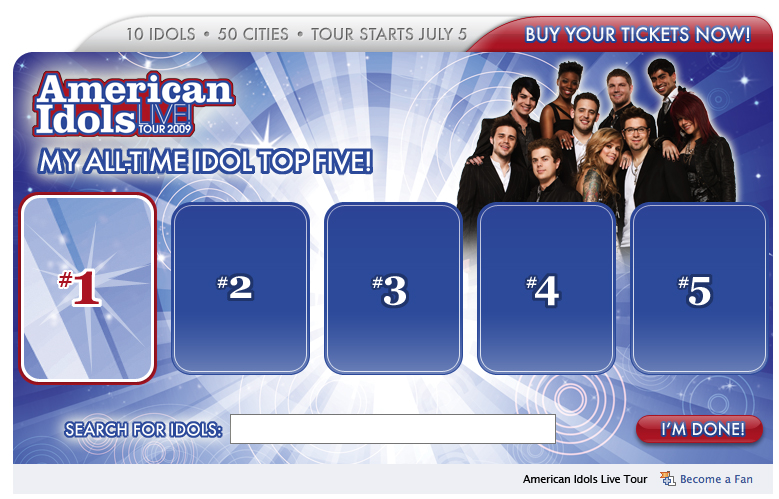 10 IDOLS • 50 CITIES • TOUR STARTS JULY 5
BUY YOUR TICKETS NOW!
American
Idols LIVE!
TOUR 2009
MY ALL-TIME IDOL TOP FIVE!
#1
#2
#3
#4
#5
SEARCH FOR IDOLS:
I'M DONE!
American Idols Live Tour
Become a Fan